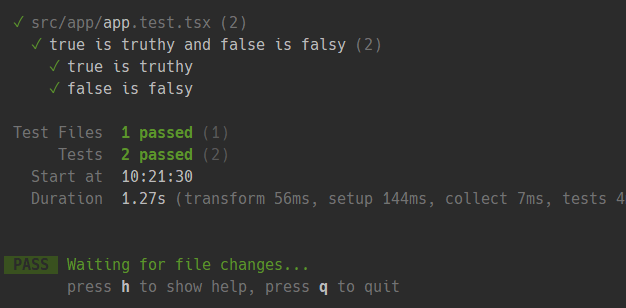 ✓ src/app/app.test.tsx (2)
✓ true is truthy and false is falsy (2)
✓ true is truthy
✓ false is falsy
Test Files 1 passed (1)
Tests 2 passed (2)
Start at 10:21:30
Duration 1.27s (transform 56ms, setup 144ms, collect 7ms, tests 4
PASS Waiting for file changes...
press h to show help, press q to quit